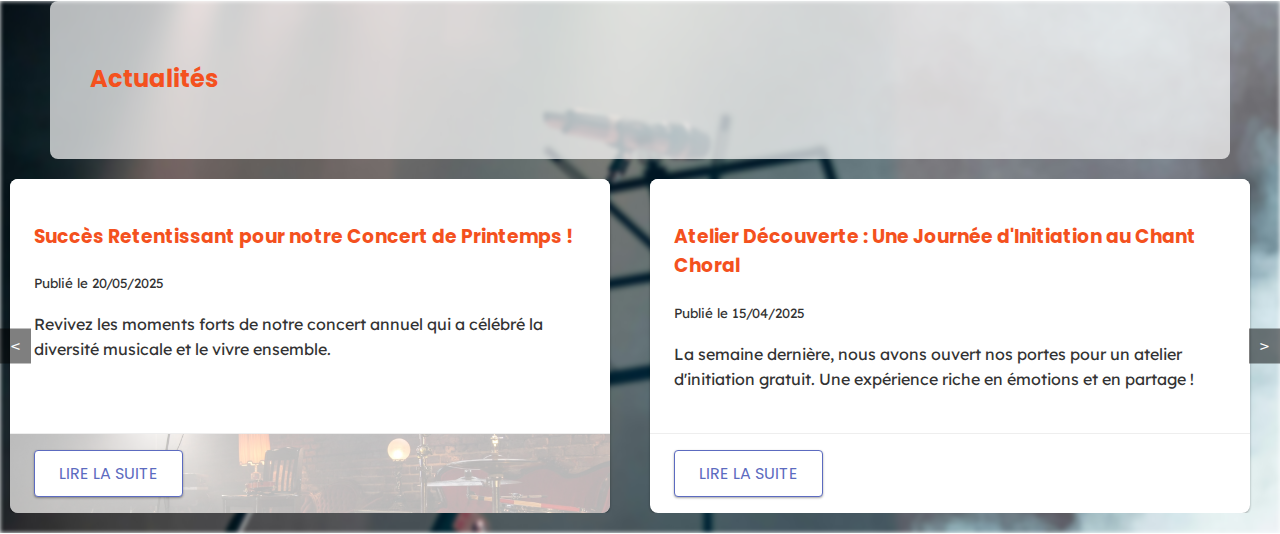 Actualités
Succès Retentissant pour notre Concert de Printemps !
Publié le 20/05/2025
Revivez les moments forts de notre concert annuel qui a célébré la
diversité musicale et le vivre ensemble.
LIRE LA SUITE
Atelier Découverte : Une Journée d'Initiation au Chant
Choral
Publié le 15/04/2025
La semaine dernière, nous avons ouvert nos portes pour un atelier
d'initiation gratuit. Une expérience riche en émotions et en partage !
LIRE LA SUITE
<
>